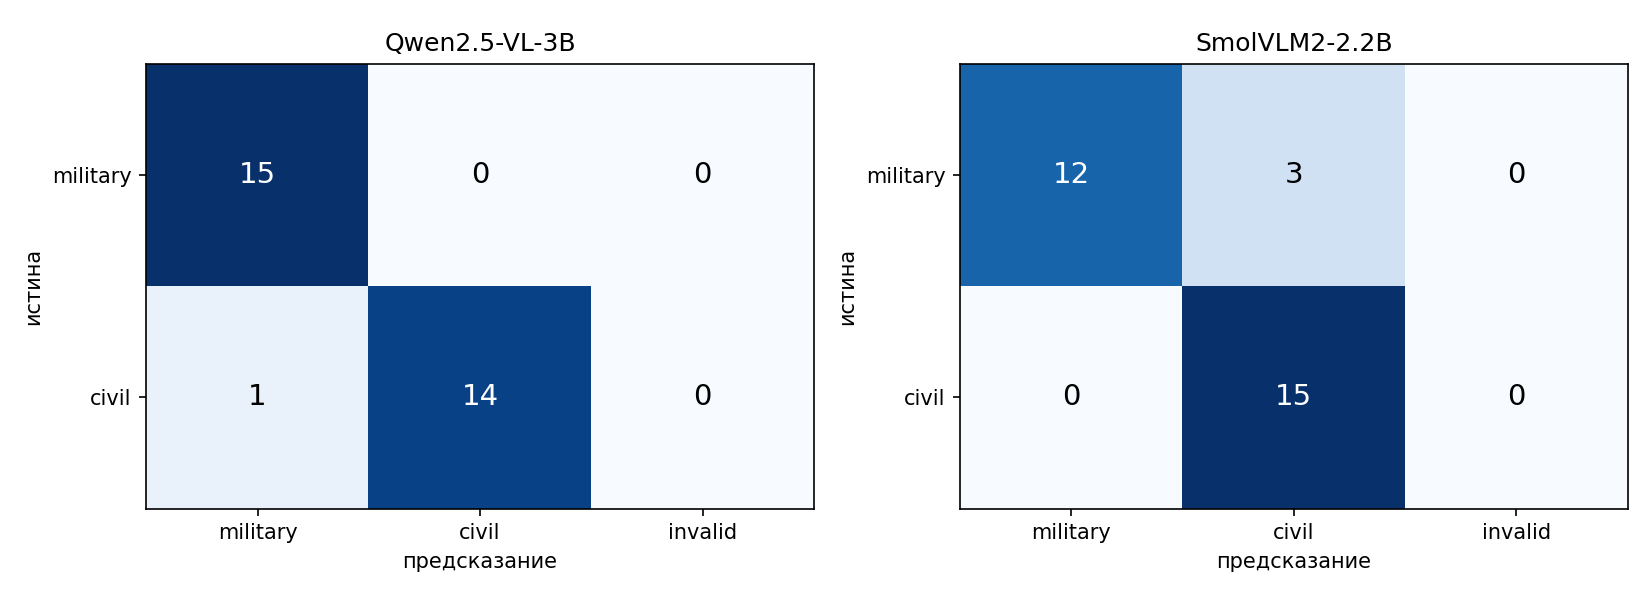 Qwen2.5-VL-3B
истина
military
15
0
0
civil
1
14
0
military
civil
invalid
предсказание
SmolVLM2-2.2B
истина
military
12
3
0
civil
0
15
0
military
civil
invalid
предсказание